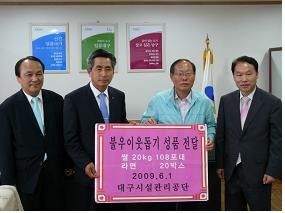 불우이웃돕기 성품 전달
쌀 20kg 108포대
라면 20박스
2009.6.1
대구시설관리공단